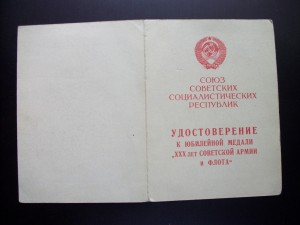 СОЮЗ
СОВЕТСКИХ
СОЦИАЛИСТИЧЕСКИХ
РЕСПУБЛИК
УДОСТОВЕРЕНИЕ
К ЮБИЛЕЙНОЙ МЕДАЛИ
„XXX лет СОВЕТСКОЙ АРМИИ
и ФЛОТА“